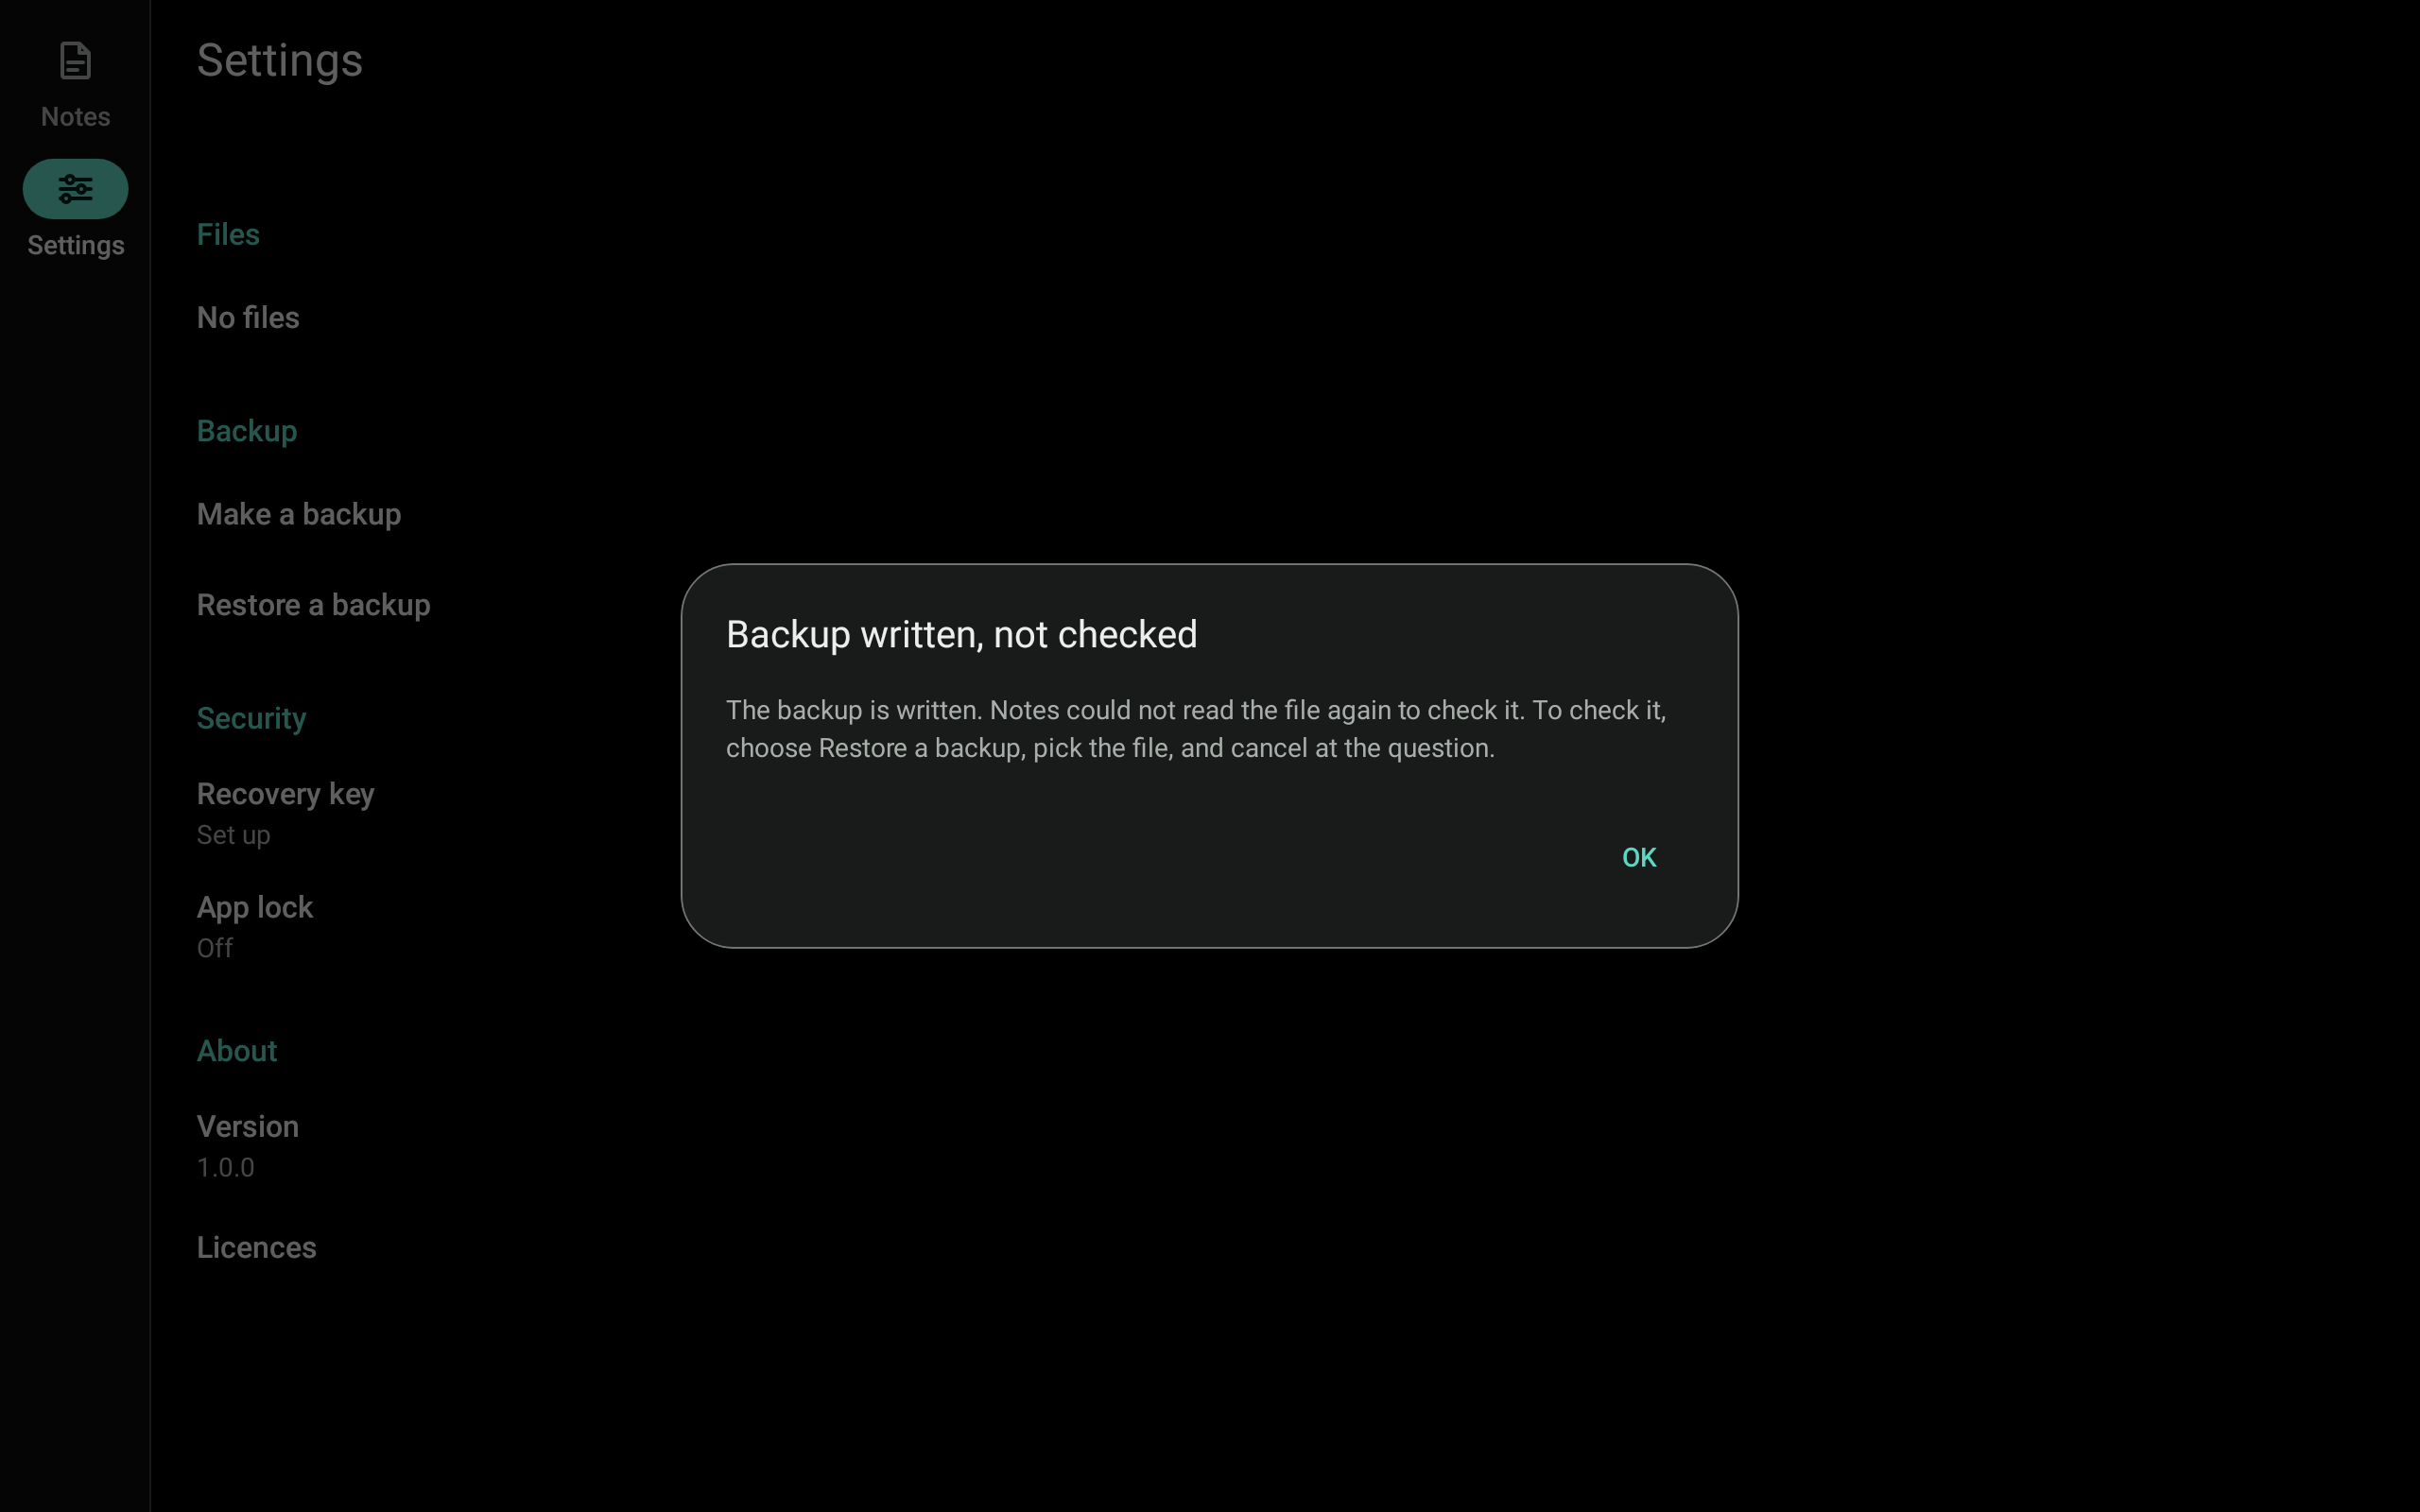 Notes
Settings
Settings
Files
No files
Backup
Make a backup
Restore a backup
Security
Recovery key
Set up
App lock
Off
About
Version
1.0.0
Licences
Backup written, not checked
The backup is written. Notes could not read the file again to check it. To check it,
choose Restore a backup, pick the file, and cancel at the question.
OK